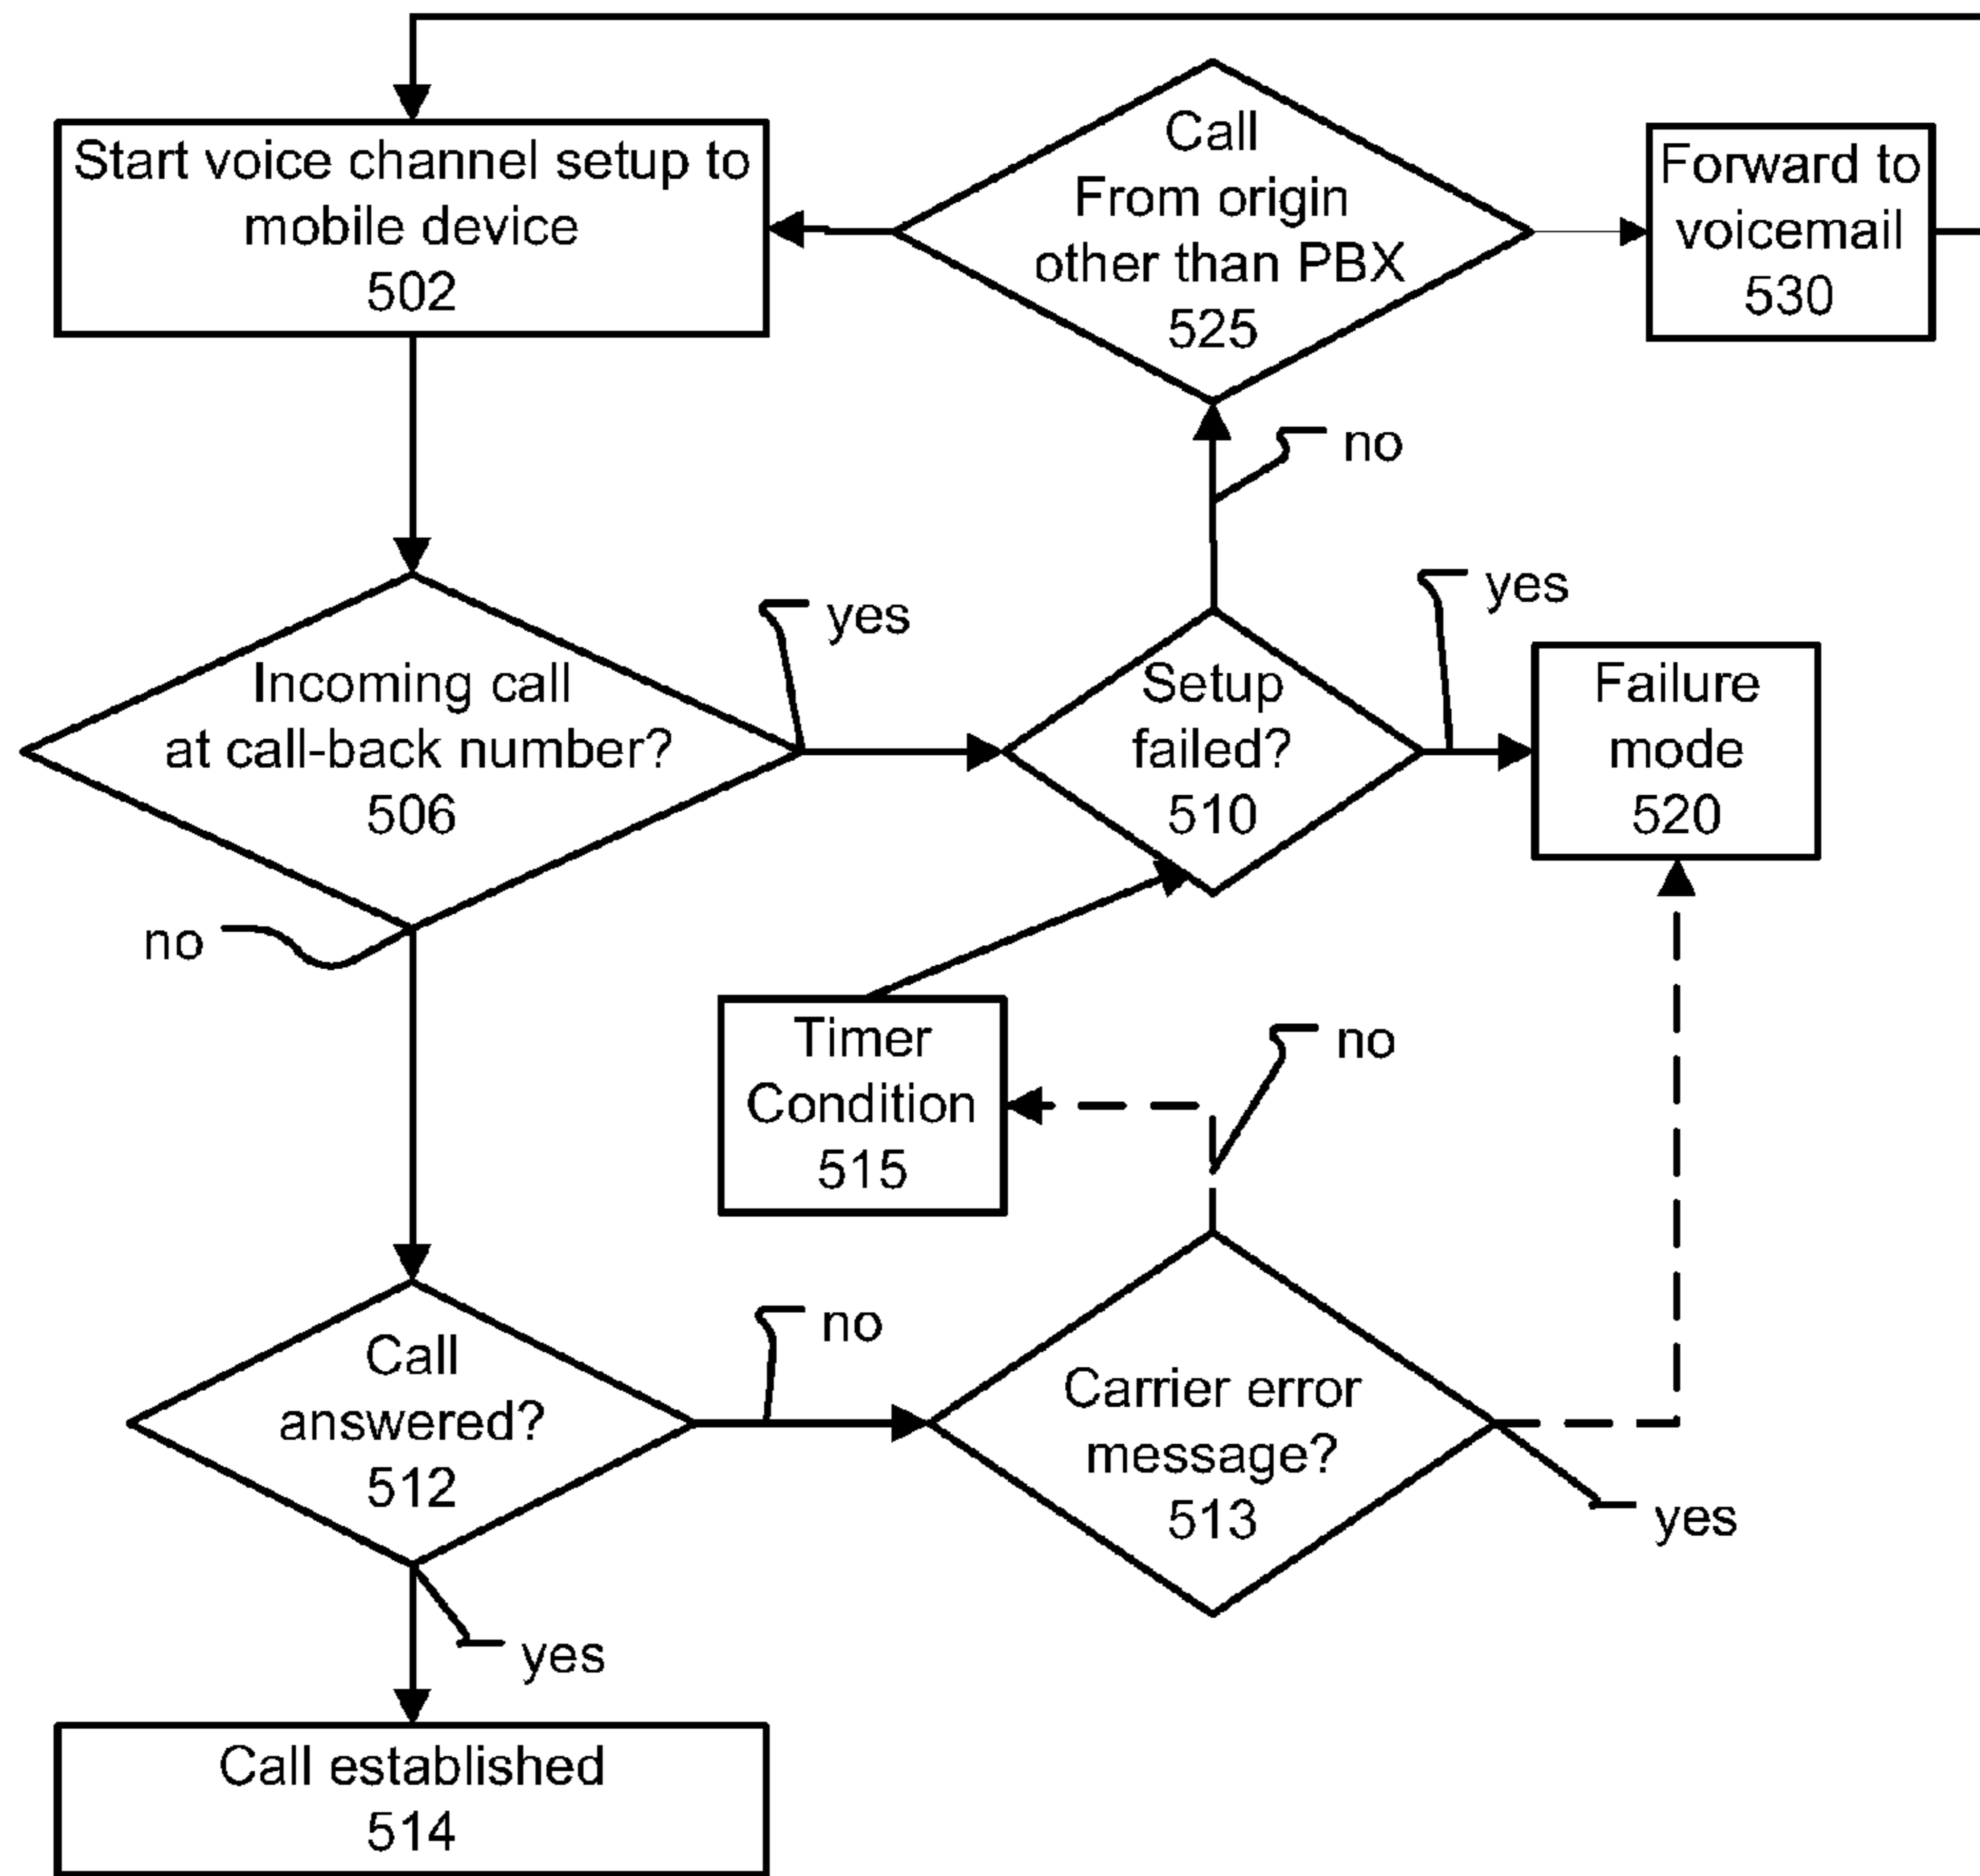 Start voice channel setup to
mobile device
502
Call
From origin
other than PBX
525
Forward to
voicemail
530
no
Incoming call
at call-back number?
506
yes
Setup
failed?
510
yes
Failure
mode
520
no
Timer
Condition
515
no
Call
answered?
512
no
Carrier error
message?
513
yes
yes
Call established
514